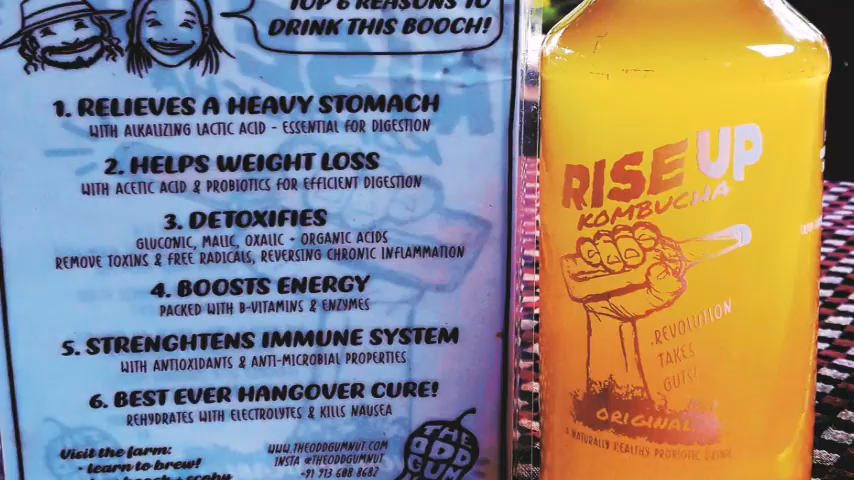 TOP 6 REASONS TO
DRINK THIS BOOCH!
1. RELIEVES A HEAVY STOMACH
WITH ALKALIZING LACTIC ACID - ESSENTIAL FOR DIGESTION
2. HELPS WEIGHT LOSS
WITH ACETIC ACID & PROBIOTICS FOR EFFICIENT DIGESTION
3. DETOXIFIES
GLUCONIC, MALIC, OXALIC - ORGANIC ACIDS
REMOVE TOXINS & FREE RADICALS, REVERSING CHRONIC INFLAMMATION
4. BOOSTS ENERGY
PACKED WITH B-VITAMINS & ENZYMES
5. STRENGHTENS IMMUNE SYSTEM
WITH ANTIOXIDANTS & ANTI-MICROBIAL PROPERTIES
6. BEST EVER HANGOVER CURE!
REHYDRATES WITH ELECTROLYTES & KILLS NAUSEA
Visit the farm:
- learn to brew!
WWW.THEODDGUMNUT.COM
INSTA @THEODDGUMNUT
+91 913 608 8682
THE
ODD
GUM
RISE UP
KOMBUCHA
.REVOLUTION
TAKES
GUTS!
ORIGINAL
A NATURALLY HEALTHY PROBIOTIC DRINK